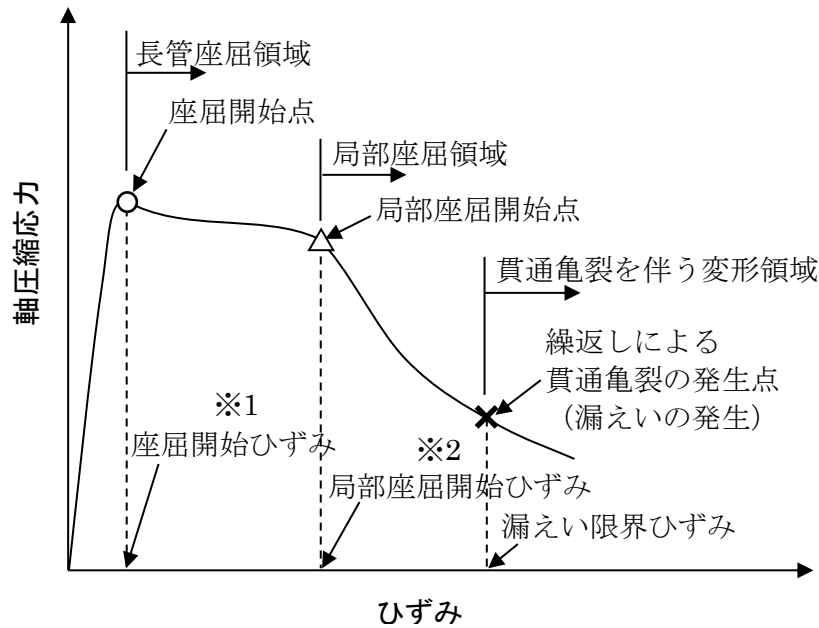 長管座屈領域
座屈開始点
局部座屈領域
局部座屈開始点
貫通亀裂を伴う変形領域
繰返しによる
貫通亀裂の発生点
（漏えいの発生）
※1
座屈開始ひずみ
※2
局部座屈開始ひずみ
漏えい限界ひずみ
軸圧縮応力
ひずみ